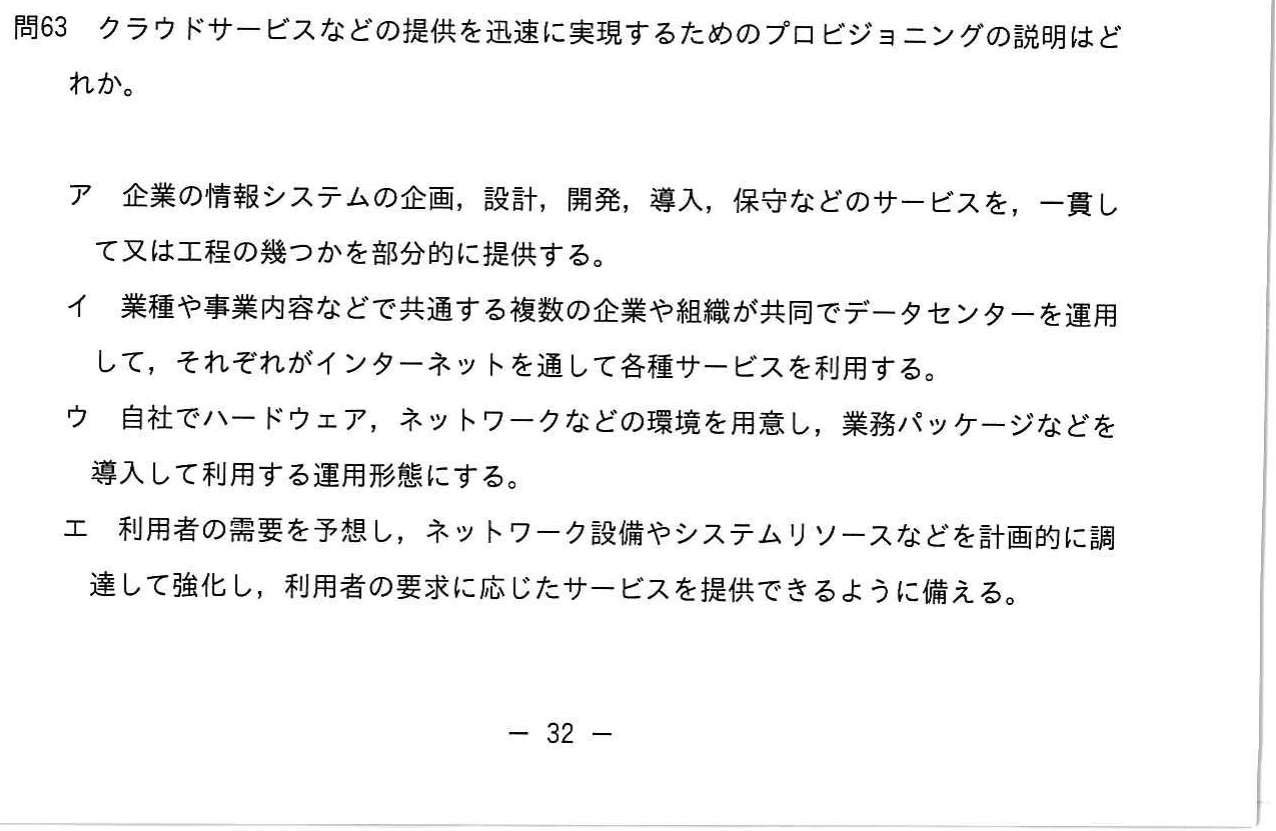 問63　クラウドサービスなどの提供を迅速に実現するためのプロビジョニングの説明はど
れか。
ア　企業の情報システムの企画，設計，開発，導入，保守などのサービスを，一貫し
て又は工程の幾つかを部分的に提供する。
イ　業種や事業内容などで共通する複数の企業や組織が共同でデータセンターを運用
して，それぞれがインターネットを通して各種サービスを利用する。
ウ　自社でハードウェア，ネットワークなどの環境を用意し，業務パッケージなどを
導入して利用する運用形態にする。
エ　利用者の需要を予想し，ネットワーク設備やシステムリソースなどを計画的に調
達して強化し，利用者の要求に応じたサービスを提供できるように備える。
－ 32 －